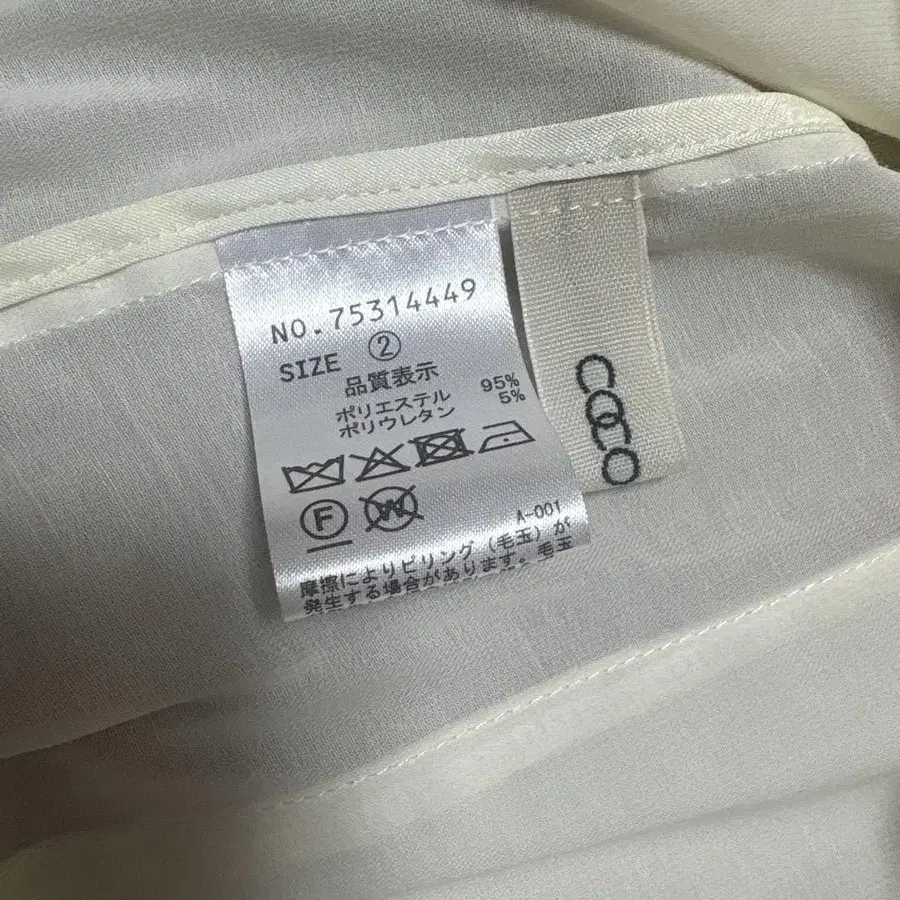 NO.75314449
SIZE ②
品質表示
ポリエステル 95%
ポリウレタン 5%
F W
A-001
摩擦によりピリング(毛玉)が
発生する場合があります。毛玉
COCO